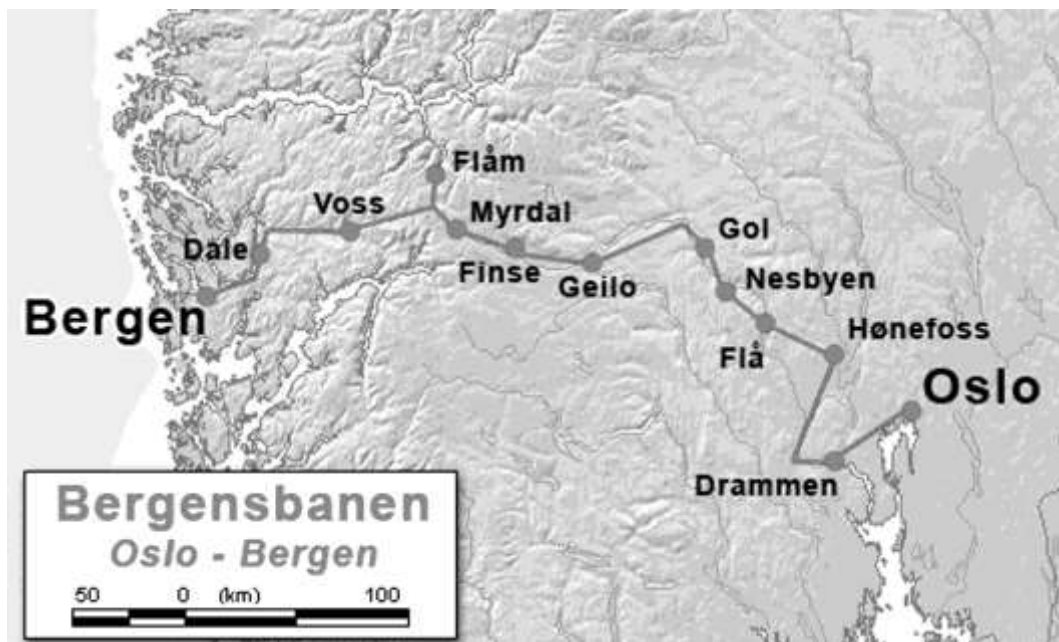 Flåm
Voss
Myrdal
Gol
Dale
Finse
Geilo
Nesbyen
Bergen
Flå
Hønefoss
Oslo
Drammen
Bergensbanen
Oslo - Bergen
50 0 (km) 100